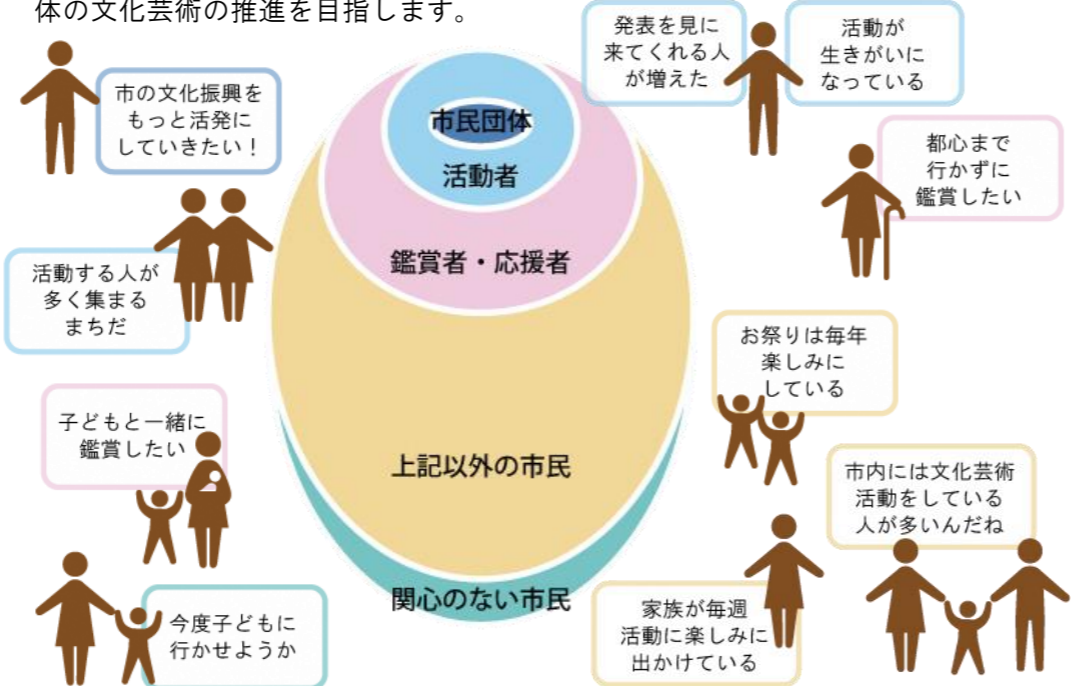 体の文化芸術の推進を目指します。
発表を見に
来てくれる人
が増えた
活動が
生きがいに
なっている
市の文化振興を
もっと活発に
していきたい！
市民団体
活動者
都心まで
行かずに
鑑賞したい
鑑賞者・応援者
活動する人が
多く集まる
まちだ
お祭りは毎年
楽しみに
している
子どもと一緒に
鑑賞したい
上記以外の市民
市内には文化芸術
活動をしている
人が多いんだね
関心のない市民
今度子どもに
行かせようか
家族が毎週
活動に楽しみに
出かけている